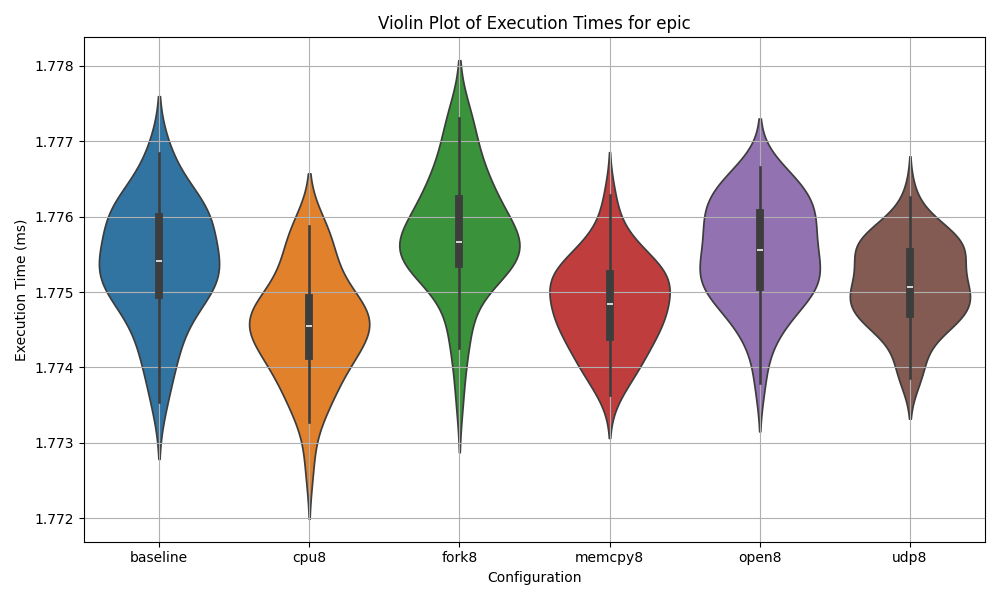 Violin Plot of Execution Times for epic
1.778
1.777
1.776
1.775
1.774
1.773
1.772
Execution Time (ms)
baseline
cpu8
fork8
memcpy8
open8
udp8
Configuration